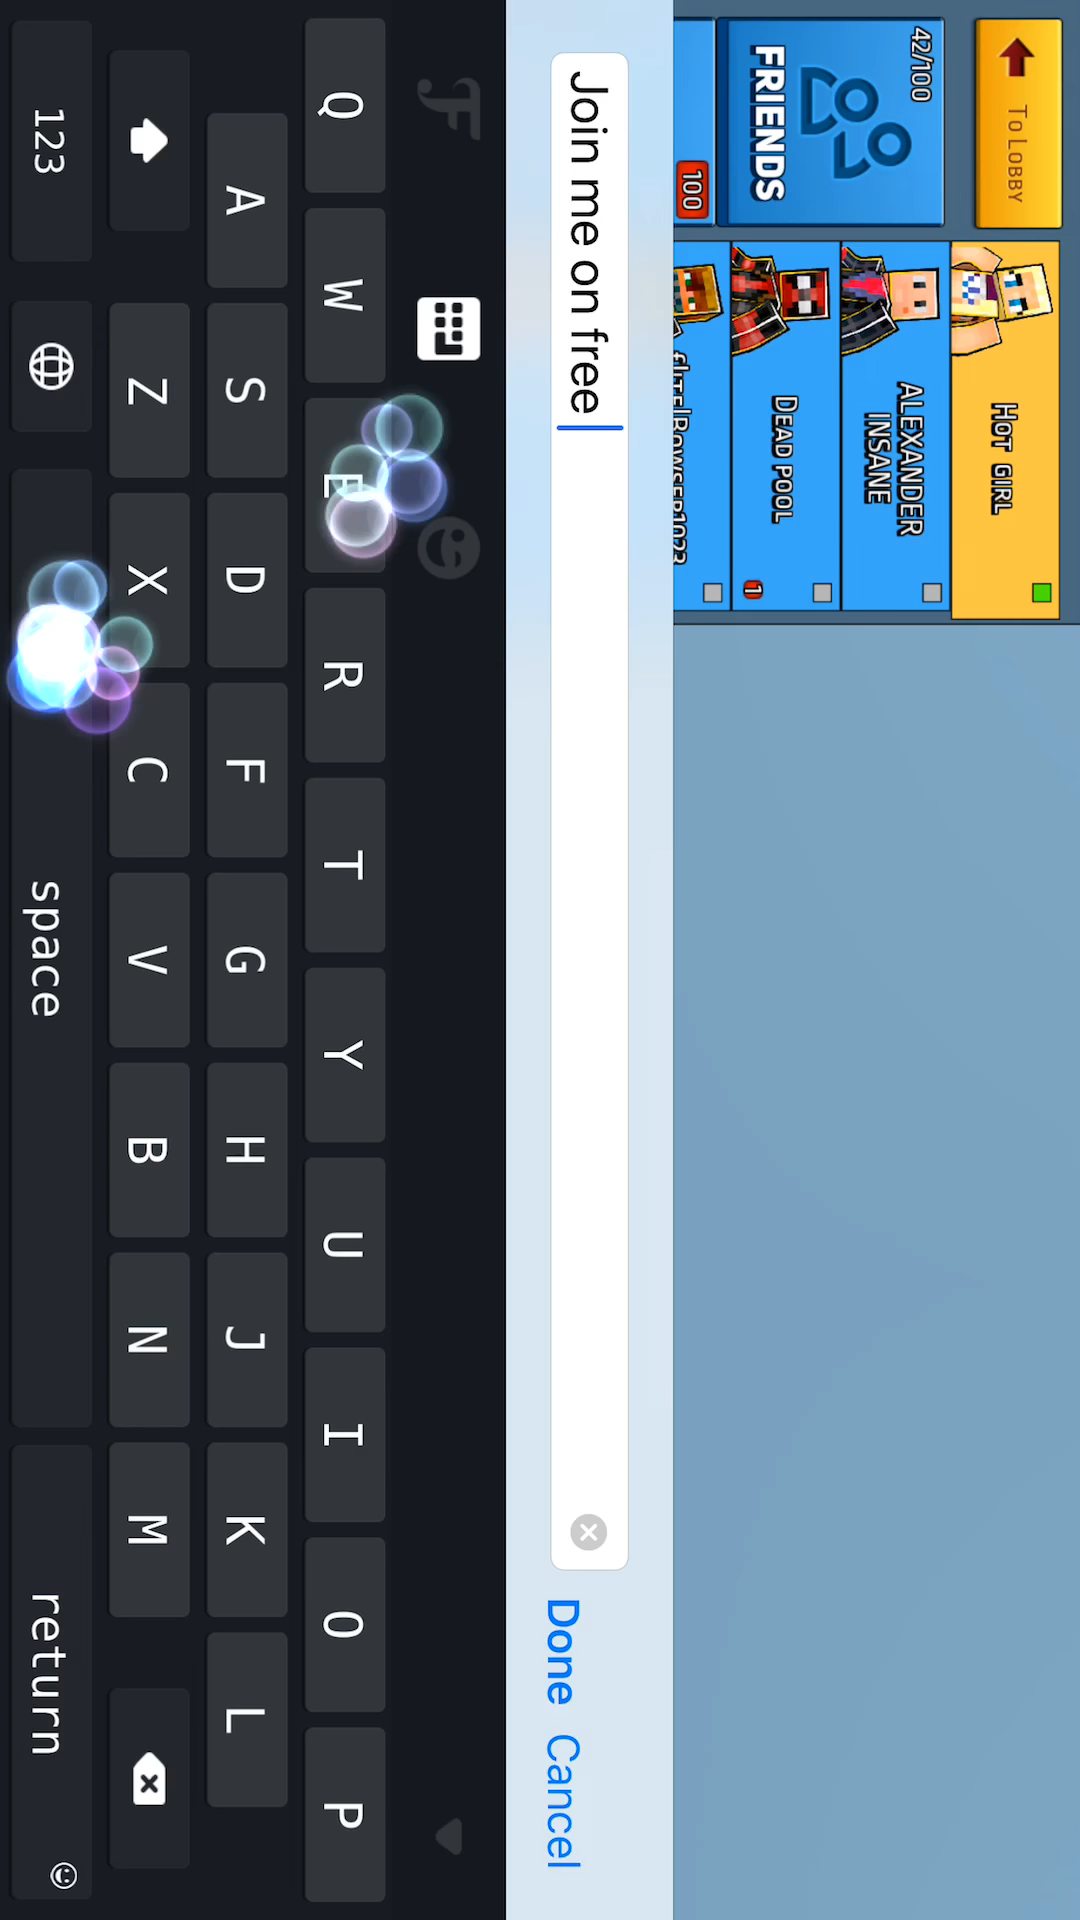 To Lobby
42/100
FRIENDS
100
HOT GIRL
ALEXANDER
INSANE
DEAD POOL
1
Join me on free
Done Cancel
Q W E R T Y U I O P
A S D F G H J K L
Z X C V B N M
123 space return